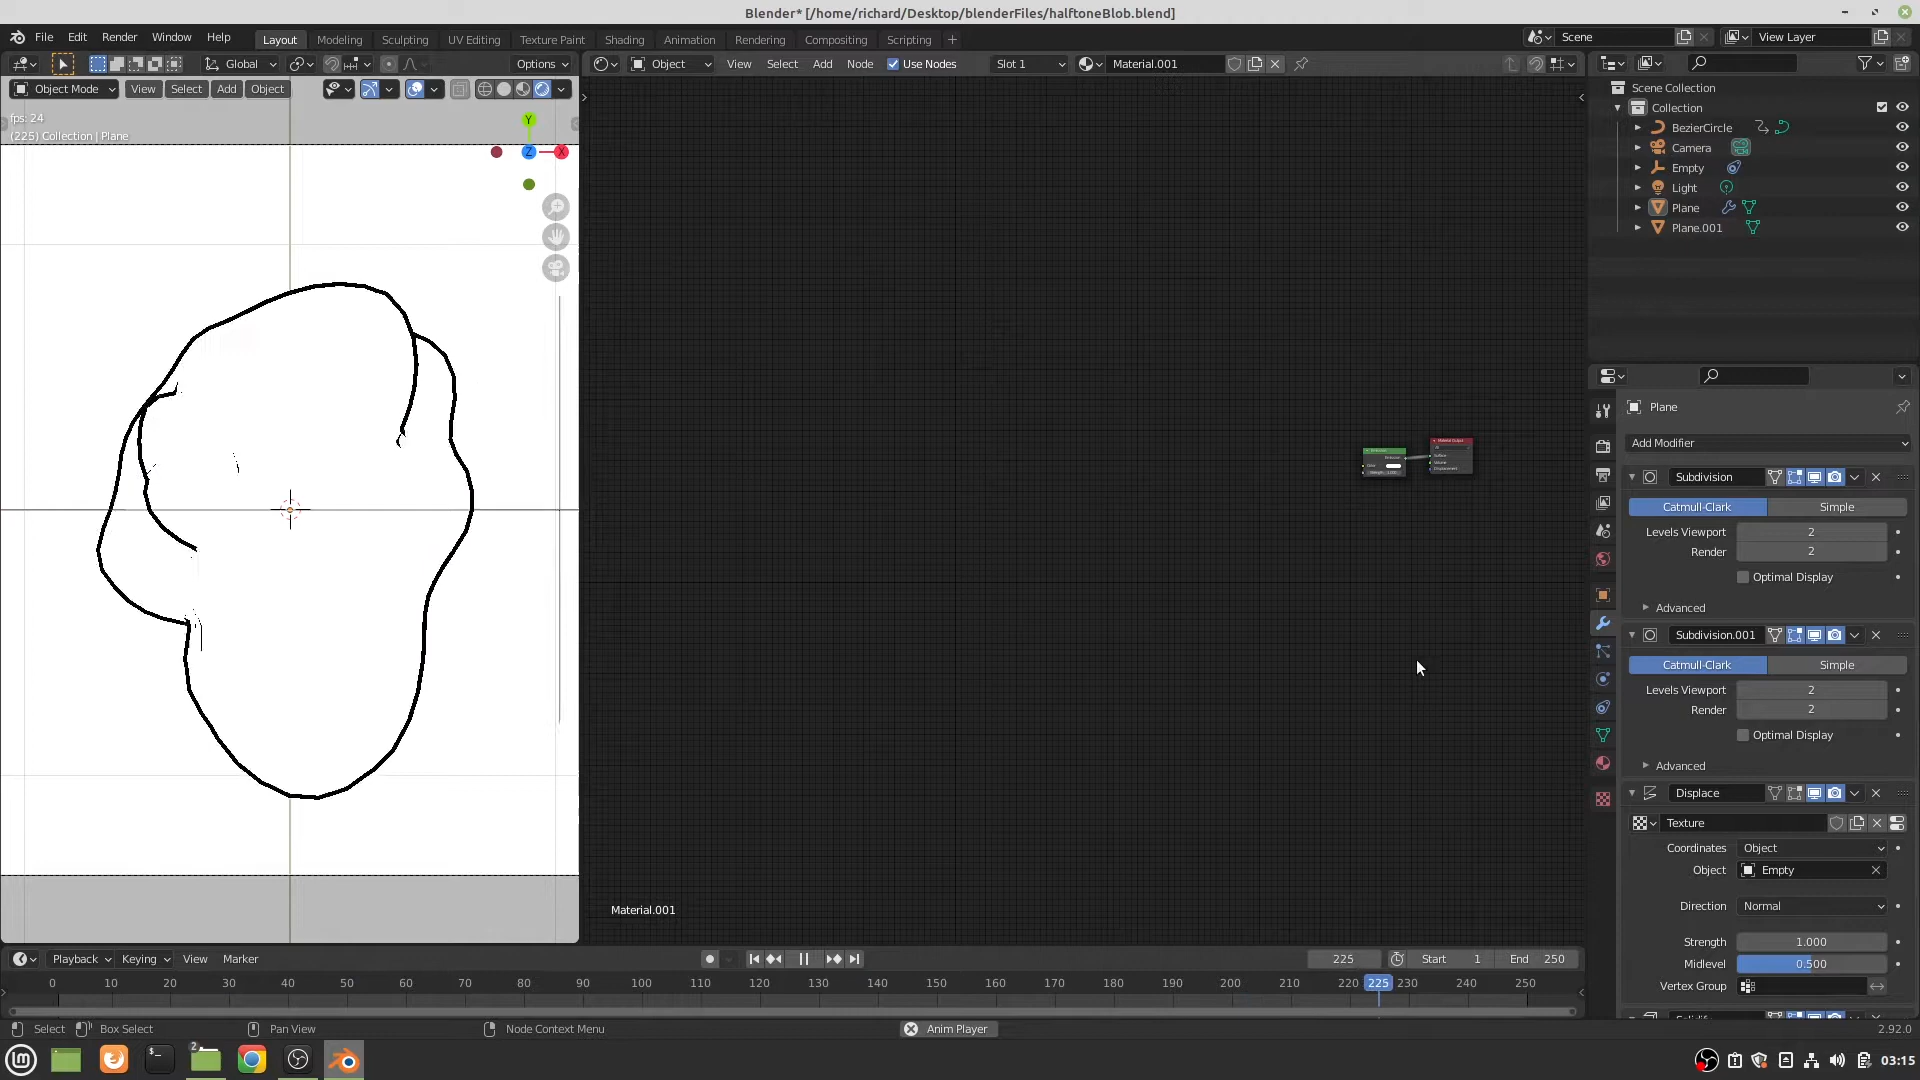 Blender* [/home/richard/Desktop/blenderFiles/halftoneBlob.blend]
File Edit Render Window Help Layout Modeling Sculpting UV Editing Texture Paint Shading Animation Rendering Compositing Scripting + Scene View Layer
Global Options Object View Select Add Node Use Nodes Slot 1 Material.001
Object Mode View Select Add Object
fps: 24
(225) Collection | Plane
Y
Z
X
Material.001
Scene Collection
Collection
BezierCircle
Camera
Empty
Light
Plane
Plane.001
Plane
Add Modifier
Subdivision
Catmull-Clark Simple
Levels Viewport 2
Render 2
Optimal Display
Advanced
Subdivision.001
Catmull-Clark Simple
Levels Viewport 2
Render 2
Optimal Display
Advanced
Displace
Texture
Coordinates Object
Object Empty
Direction Normal
Strength 1.000
Midlevel 0.500
Vertex Group
Playback Keying View Marker 225 Start 1 End 250
0 10 20 30 40 50 60 70 80 90 100 110 120 130 140 150 160 170 180 190 200 210 220 225 230 240 250
Select Box Select Pan View Node Context Menu Anim Player 2.92.0
2
03:15